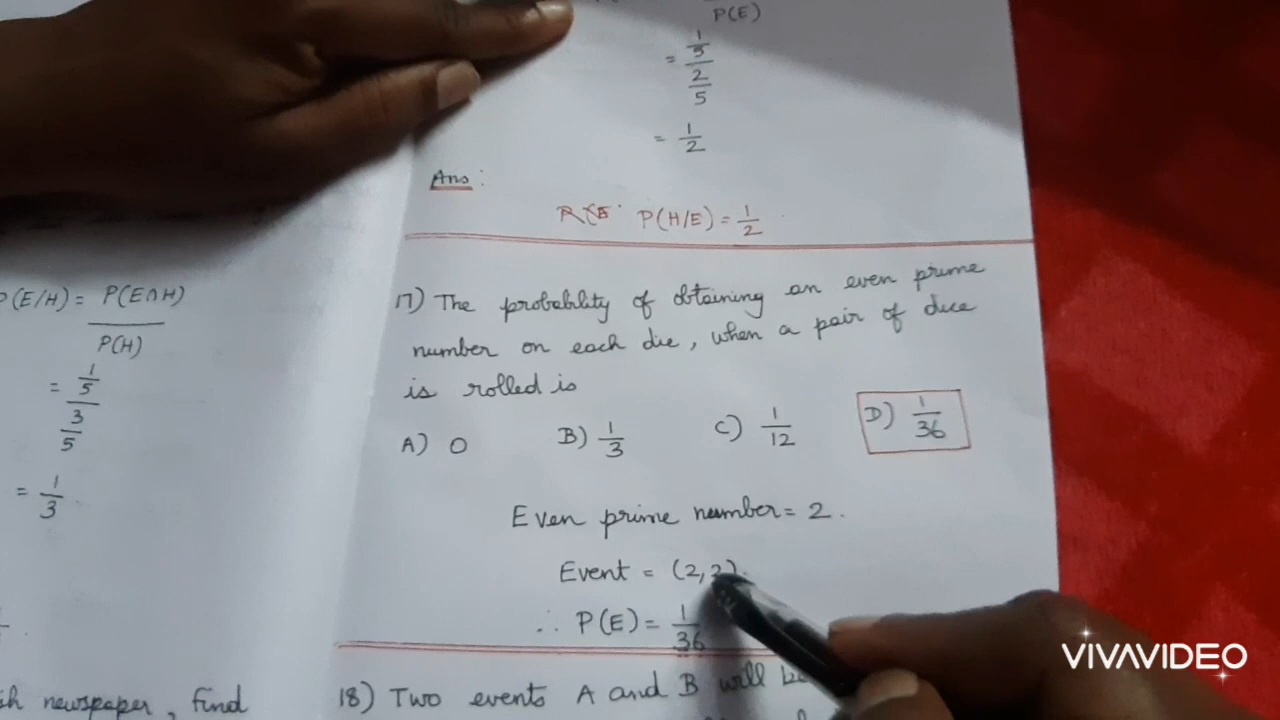 P(E)
= 1/5
2/5
= 1/2
Ans :
P(H/E) = 1/2
P(E/H) = P(E∩H)
P(H)
= 1/5
3/5
= 1/3
17) The probability of obtaining an even prime
number on each die, when a pair of dice
is rolled is
A) 0 B) 1/3 C) 1/12 D) 1/36
Even prime number = 2.
Event = (2,2).
∴ P(E) = 1/36
newspaper, find
18) Two events A and B will be
VIVAVIDEO